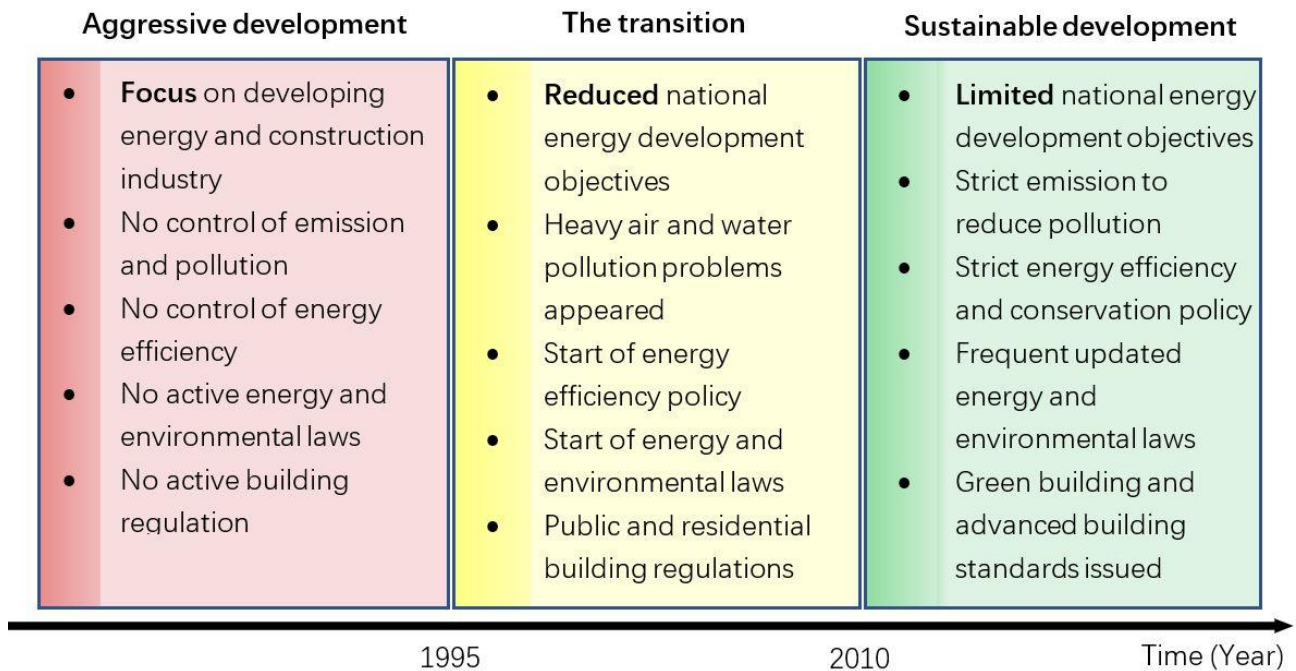 Aggressive development
• Focus on developing
energy and construction
industry
• No control of emission
and pollution
• No control of energy
efficiency
• No active energy and
environmental laws
• No active building
regulation
The transition
• Reduced national
energy development
objectives
• Heavy air and water
pollution problems
appeared
• Start of energy
efficiency policy
• Start of energy and
environmental laws
• Public and residential
building regulations
Sustainable development
• Limited national energy
development objectives
• Strict emission to
reduce pollution
• Strict energy efficiency
and conservation policy
• Frequent updated
energy and
environmental laws
• Green building and
advanced building
standards issued
1995
2010
Time (Year)